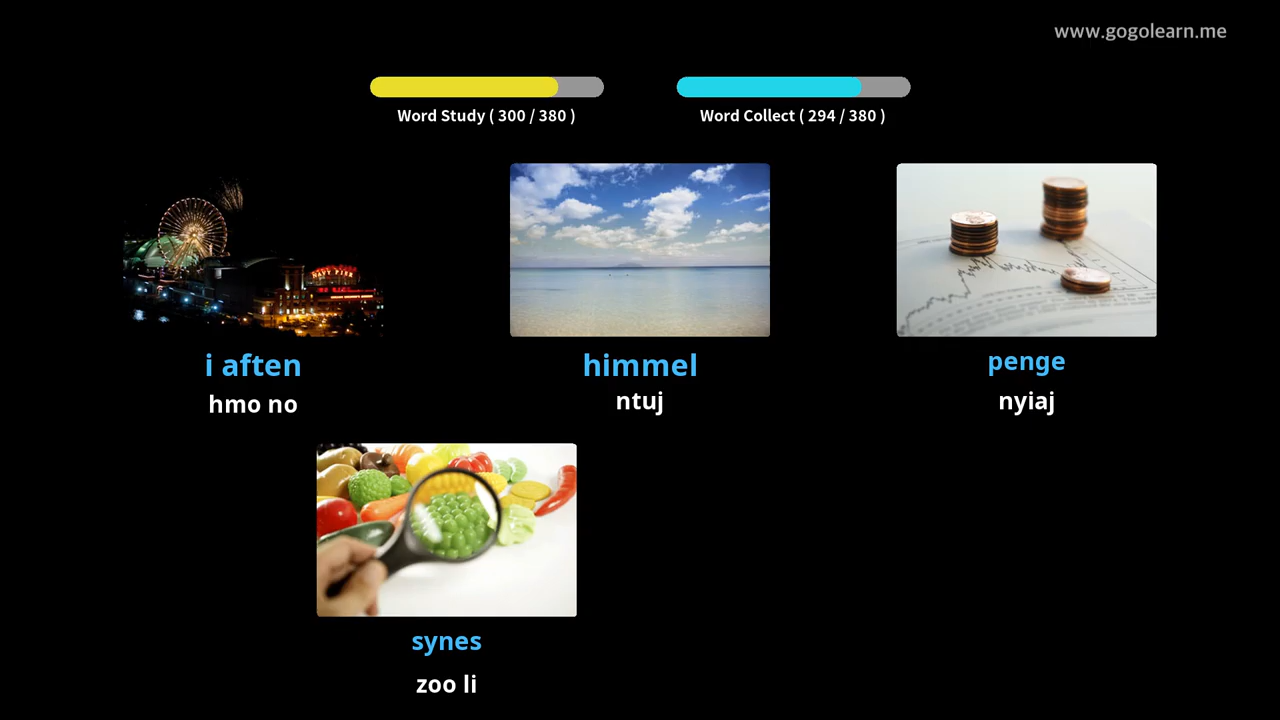 www.gogolearn.me
Word Study ( 300 / 380 )
Word Collect ( 294 / 380 )
i aften
hmo no
himmel
ntuj
penge
nyiaj
synes
zoo li